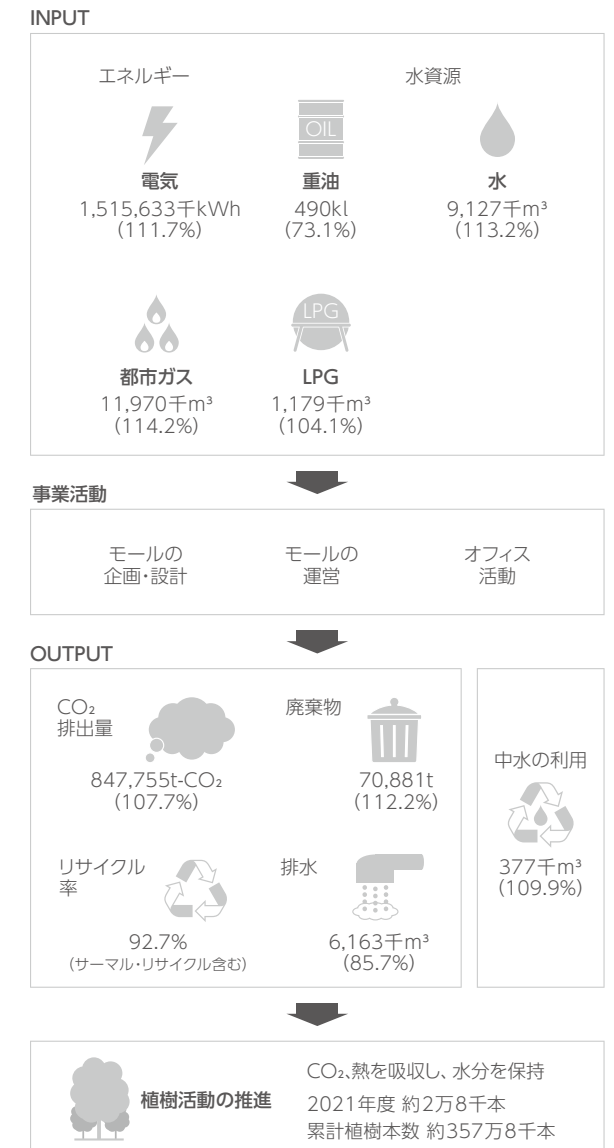 INPUT
エネルギー
水資源
OIL
電気
1,515,633千kWh
(111.7%)
重油
490kl
(73.1%)
水
9,127千m³
(113.2%)
LPG
都市ガス
11,970千m³
(114.2%)
LPG
1,179千m³
(104.1%)
事業活動
モールの
企画・設計
モールの
運営
オフィス
活動
OUTPUT
CO₂
排出量
847,755t-CO₂
(107.7%)
廃棄物
70,881t
(112.2%)
リサイクル
率
92.7%
(サーマル・リサイクル含む)
排水
6,163千m³
(85.7%)
中水の利用
377千m³
(109.9%)
植樹活動の推進
CO₂、熱を吸収し、水分を保持
2021年度 約2万8千本
累計植樹本数 約357万8千本